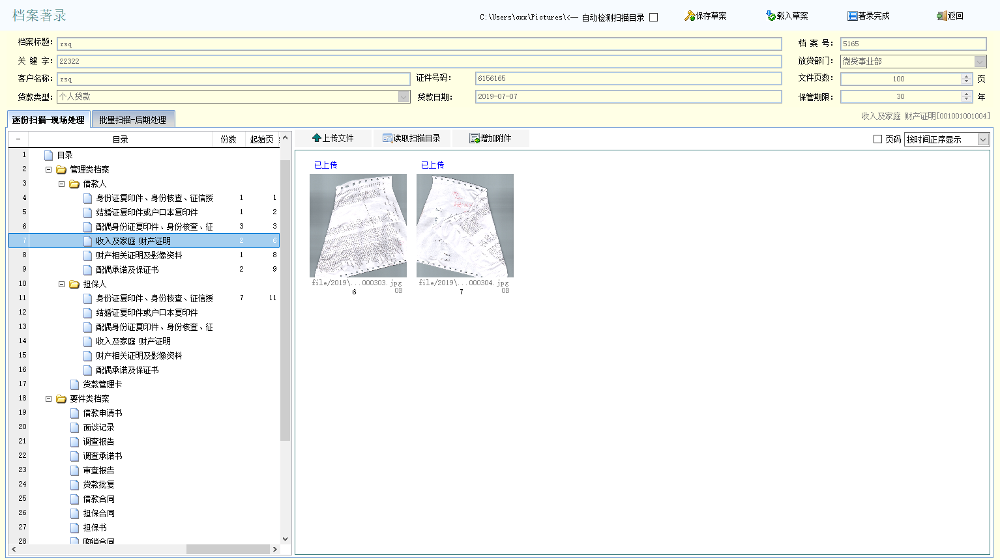 档案著录
C:\Users\cxx\Pictures\<—— 自动检测扫描目录
保存草案
载入草案
著录完成
返回
档案标题: zsq
档 案 号: 5165
关 键 字: 22322
放贷部门: 微贷事业部
客户名称: zsq
证件号码: 6156165
文件页数: 100 页
贷款类型: 个人贷款
贷款日期: 2019-07-07
保管期限: 30 年
逐份扫描-现场处理 批量扫描-后期处理
收入及家庭 财产证明[001001001004]
- 目录 份数 起始页
上传文件 读取扫描目录 增加附件
页码 按时间正序显示
1 目录
2 管理类档案
3 借款人
4 身份证复印件、身份核查、征信授 1 1
5 结婚证复印件或户口本复印件 1 2
6 配偶身份证复印件、身份核查、征 3 3
7 收入及家庭 财产证明 2 6
8 财产相关证明及影像资料 1 8
9 配偶承诺及保证书 2 9
10 担保人
11 身份证复印件、身份核查、征信授 7 11
12 结婚证复印件或户口本复印件
13 配偶身份证复印件、身份核查、征
14 收入及家庭 财产证明
15 财产相关证明及影像资料
16 配偶承诺及保证书
17 贷款管理卡
18 要件类档案
19 借款申请书
20 面谈记录
21 调查报告
22 调查承诺书
23 审查报告
24 贷款批复
25 借款合同
26 担保合同
27 担保书
28 购销合同
已上传 已上传
file/2019\...000303.jpg file/2019\...000304.jpg
0B 0B
6 7